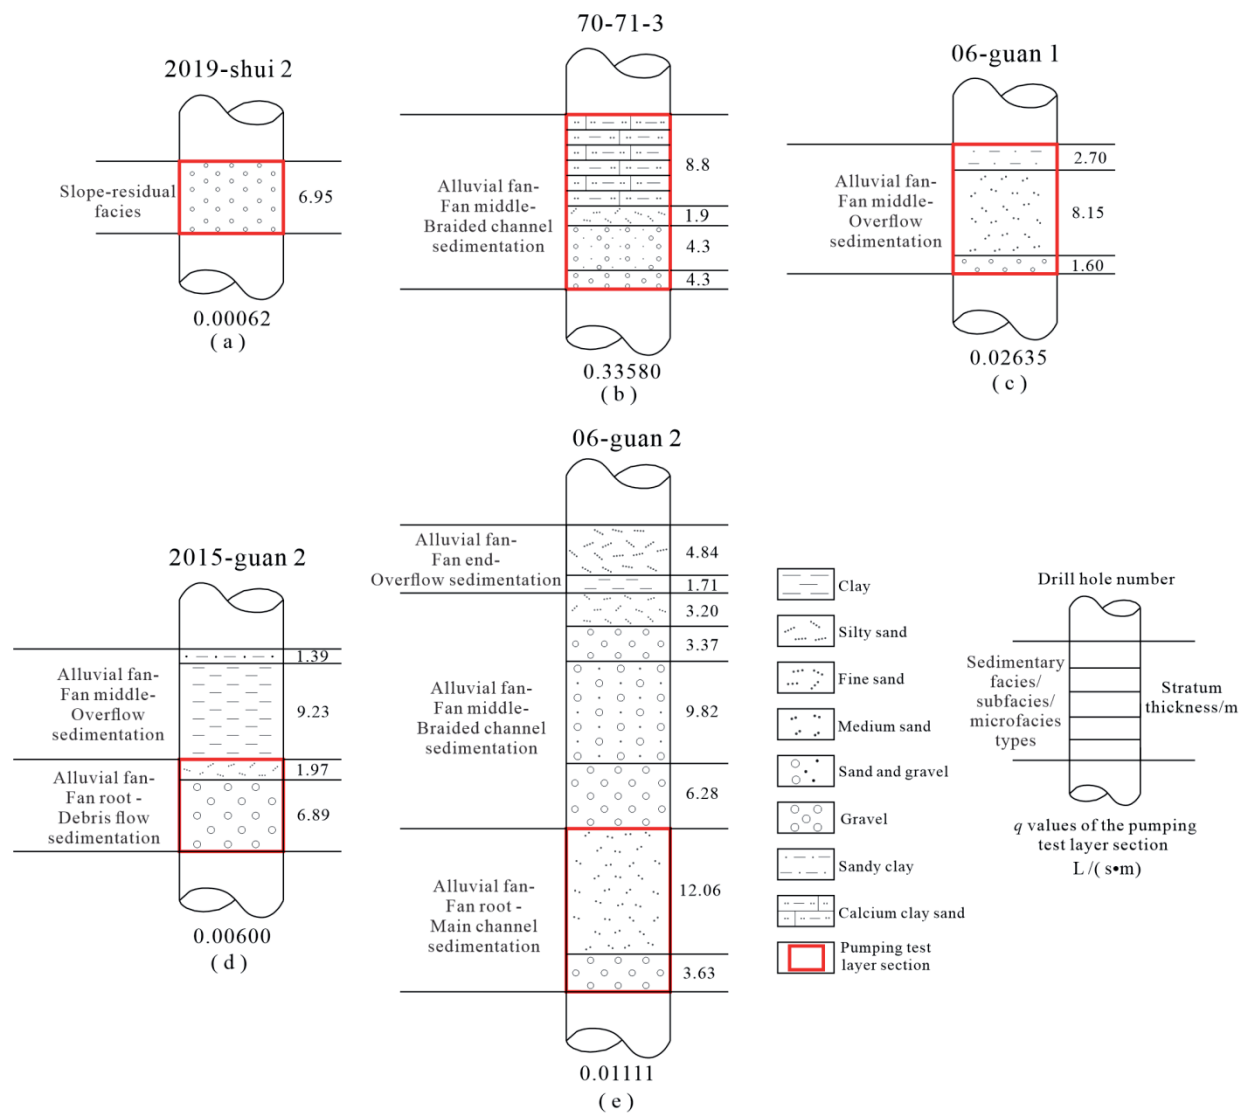 2019-shui 2
Slope-residual
facies
6.95
0.00062
( a )
70-71-3
Alluvial fan-
Fan middle-
Braided channel
sedimentation
8.8
1.9
4.3
4.3
0.33580
( b )
06-guan 1
Alluvial fan-
Fan middle-
Overflow
sedimentation
2.70
8.15
1.60
0.02635
( c )
2015-guan 2
Alluvial fan-
Fan middle-
Overflow
sedimentation
1.39
9.23
Alluvial fan-
Fan root -
Debris flow
sedimentation
1.97
6.89
0.00600
( d )
06-guan 2
Alluvial fan-
Fan end-
Overflow sedimentation
4.84
1.71
Alluvial fan-
Fan middle-
Braided channel
sedimentation
3.20
3.37
9.82
6.28
Alluvial fan-
Fan root -
Main channel
sedimentation
12.06
3.63
0.01111
( e )
Clay
Silty sand
Fine sand
Medium sand
Sand and gravel
Gravel
Sandy clay
Calcium clay sand
Pumping test
layer section
Drill hole number
Sedimentary
facies/
subfacies/
microfacies
types
Stratum
thickness/m
q values of the pumping
test layer section
L /( s•m)